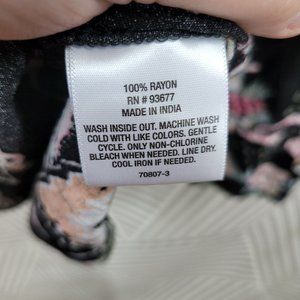 100% RAYON
RN # 93677
MADE IN INDIA
WASH INSIDE OUT. MACHINE WASH
COLD WITH LIKE COLORS. GENTLE
CYCLE. ONLY NON-CHLORINE
BLEACH WHEN NEEDED. LINE DRY.
COOL IRON IF NEEDED.
70807-3